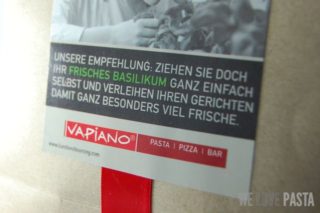 UNSERE EMPFEHLUNG: ZIEHEN SIE DOCH
IHR FRISCHES BASILIKUM GANZ EINFACH
SELBST UND VERLEIHEN IHREN GERICHTEN
DAMIT GANZ BESONDERS VIEL FRISCHE.
VAPIANO®
PASTA | PIZZA | BAR
WE LOVE PASTA